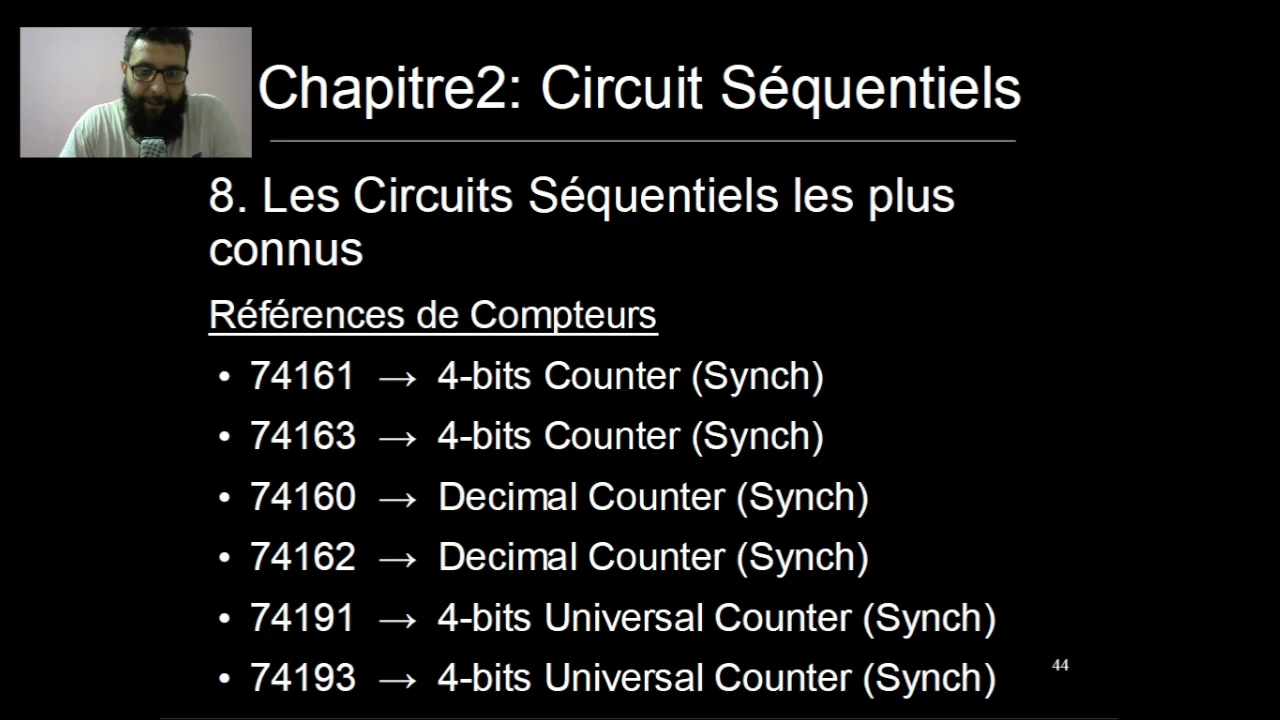 Chapitre2: Circuit Séquentiels
8. Les Circuits Séquentiels les plus
connus
Références de Compteurs
• 74161 → 4-bits Counter (Synch)
• 74163 → 4-bits Counter (Synch)
• 74160 → Decimal Counter (Synch)
• 74162 → Decimal Counter (Synch)
• 74191 → 4-bits Universal Counter (Synch)
• 74193 → 4-bits Universal Counter (Synch)
44